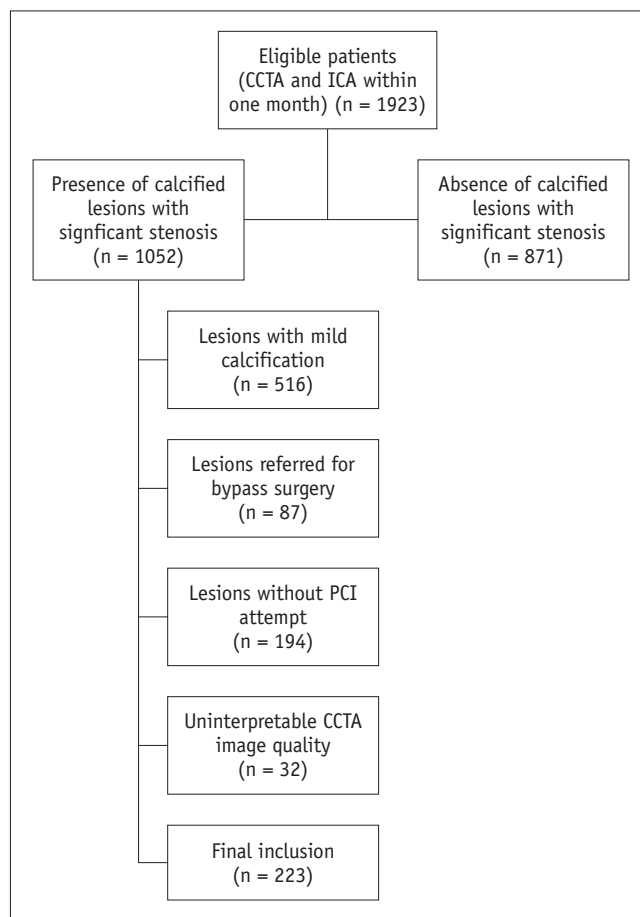 Eligible patients
(CCTA and ICA within
one month) (n = 1923)
Presence of calcified
lesions with
signficant stenosis
(n = 1052)
Absence of calcified
lesions with
significant stenosis
(n = 871)
Lesions with mild
calcification
(n = 516)
Lesions referred for
bypass surgery
(n = 87)
Lesions without PCI
attempt
(n = 194)
Uninterpretable CCTA
image quality
(n = 32)
Final inclusion
(n = 223)